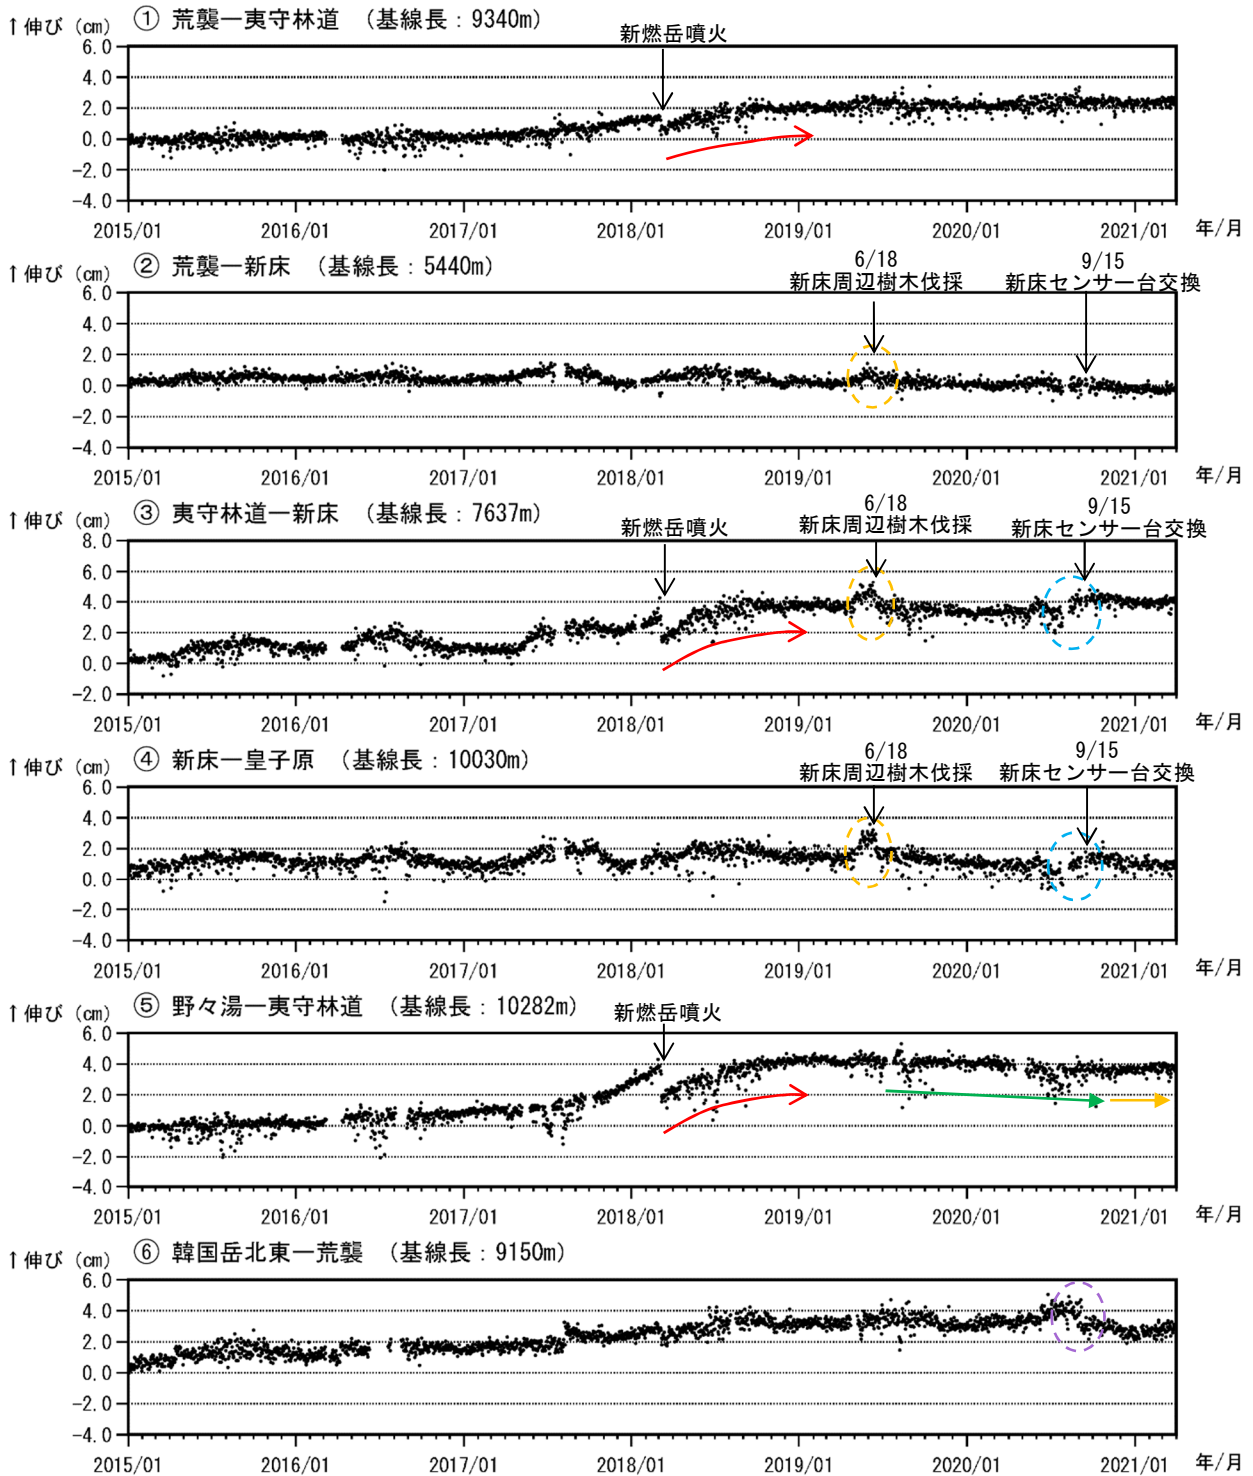 ↑伸び (cm) ① 荒襲ー夷守林道 (基線長：9340m)
新燃岳噴火
6.0
4.0
2.0
0.0
-2.0
-4.0
2015/01 2016/01 2017/01 2018/01 2019/01 2020/01 2021/01 年/月
↑伸び (cm) ② 荒襲ー新床 (基線長：5440m)
6/18 9/15
新床周辺樹木伐採 新床センサー台交換
6.0
4.0
2.0
0.0
-2.0
-4.0
2015/01 2016/01 2017/01 2018/01 2019/01 2020/01 2021/01 年/月
↑伸び (cm) ③ 夷守林道ー新床 (基線長：7637m)
6/18 9/15
新燃岳噴火 新床周辺樹木伐採 新床センサー台交換
8.0
6.0
4.0
2.0
0.0
-2.0
2015/01 2016/01 2017/01 2018/01 2019/01 2020/01 2021/01 年/月
↑伸び (cm) ④ 新床ー皇子原 (基線長：10030m)
6/18 9/15
新床周辺樹木伐採 新床センサー台交換
6.0
4.0
2.0
0.0
-2.0
-4.0
2015/01 2016/01 2017/01 2018/01 2019/01 2020/01 2021/01 年/月
↑伸び (cm) ⑤ 野々湯ー夷守林道 (基線長：10282m)
新燃岳噴火
6.0
4.0
2.0
0.0
-2.0
-4.0
2015/01 2016/01 2017/01 2018/01 2019/01 2020/01 2021/01 年/月
↑伸び (cm) ⑥ 韓国岳北東ー荒襲 (基線長：9150m)
6.0
4.0
2.0
0.0
-2.0
-4.0
2015/01 2016/01 2017/01 2018/01 2019/01 2020/01 2021/01 年/月